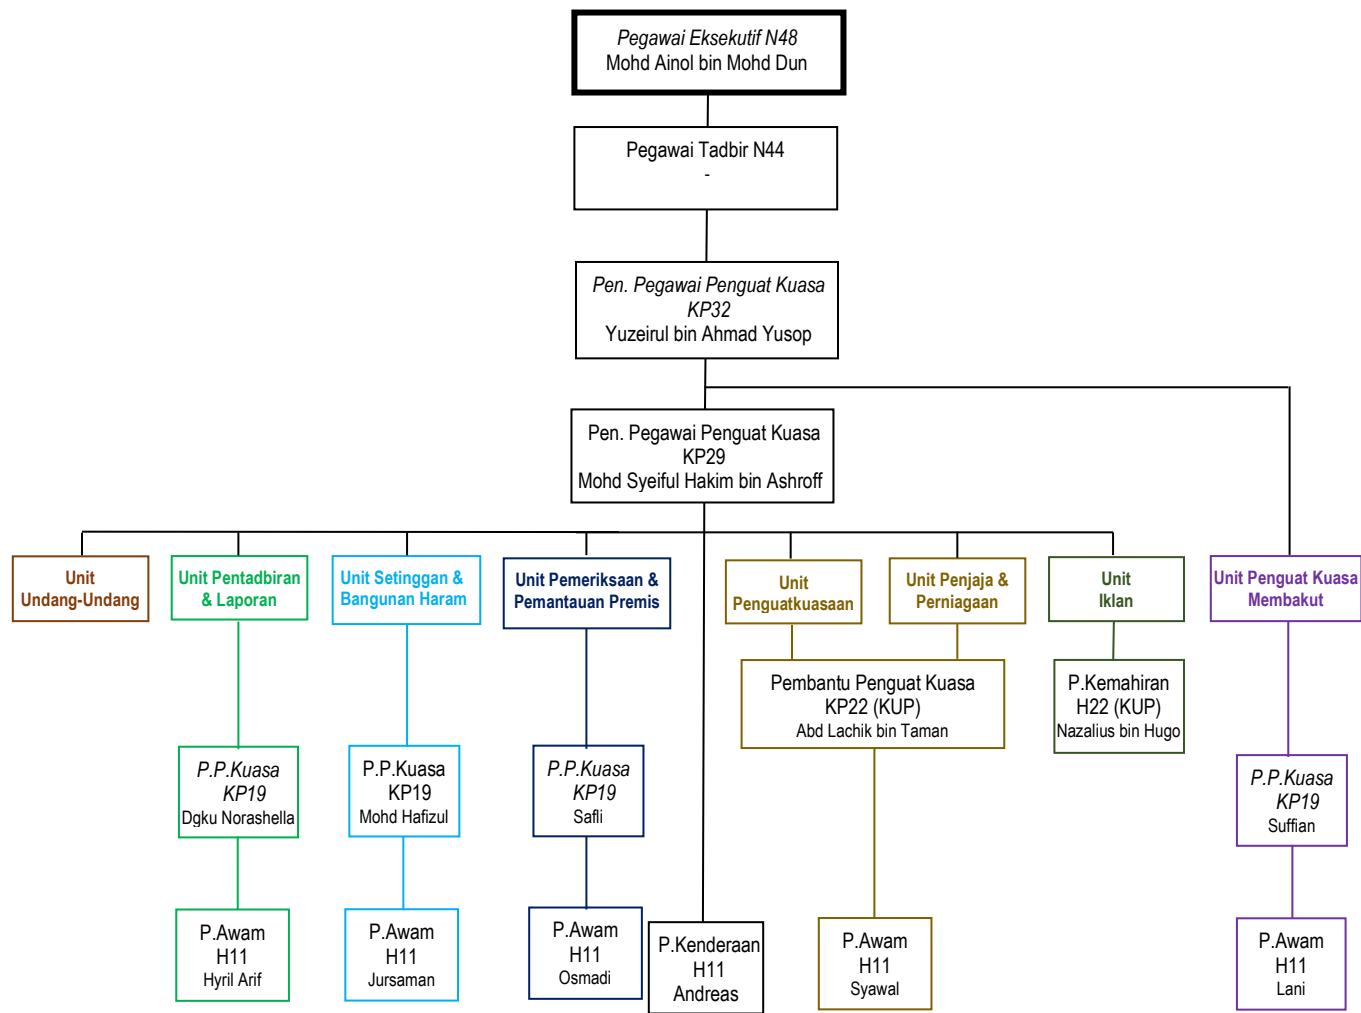 Pegawai Eksekutif N48
Mohd Ainol bin Mohd Dun
Pegawai Tadbir N44
-
Pen. Pegawai Penguat Kuasa
KP32
Yuzeirul bin Ahmad Yusop
Pen. Pegawai Penguat Kuasa
KP29
Mohd Syeiful Hakim bin Ashroff
Unit
Undang-Undang
Unit Pentadbiran
& Laporan
Unit Setinggan &
Bangunan Haram
Unit Pemeriksaan &
Pemantauan Premis
Unit
Penguatkuasaan
Unit Penjaja &
Perniagaan
Unit
Iklan
Unit Penguat Kuasa
Membakut
Pembantu Penguat Kuasa
KP22 (KUP)
Abd Lachik bin Taman
P.Kemahiran
H22 (KUP)
Nazalius bin Hugo
P.P.Kuasa
KP19
Dgku Norashella
P.P.Kuasa
KP19
Mohd Hafizul
P.P.Kuasa
KP19
Safli
P.P.Kuasa
KP19
Suffian
P.Awam
H11
Hyril Arif
P.Awam
H11
Jursaman
P.Awam
H11
Osmadi
P.Kenderaan
H11
Andreas
P.Awam
H11
Syawal
P.Awam
H11
Lani